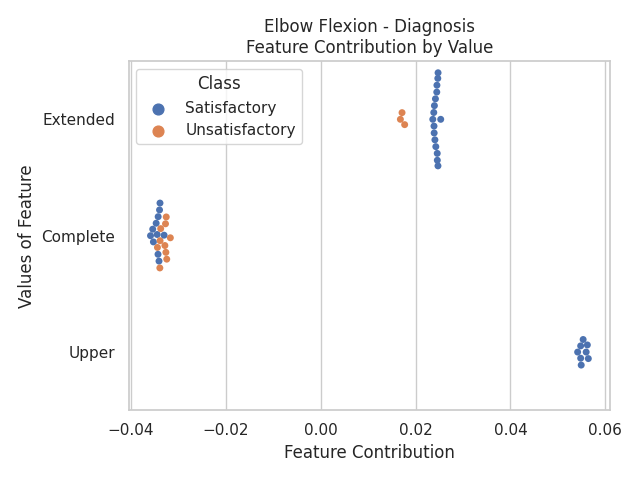 Elbow Flexion - Diagnosis
Feature Contribution by Value
Class
Satisfactory
Unsatisfactory
Values of Feature
Extended
Complete
Upper
−0.04
−0.02
0.00
0.02
0.04
0.06
Feature Contribution